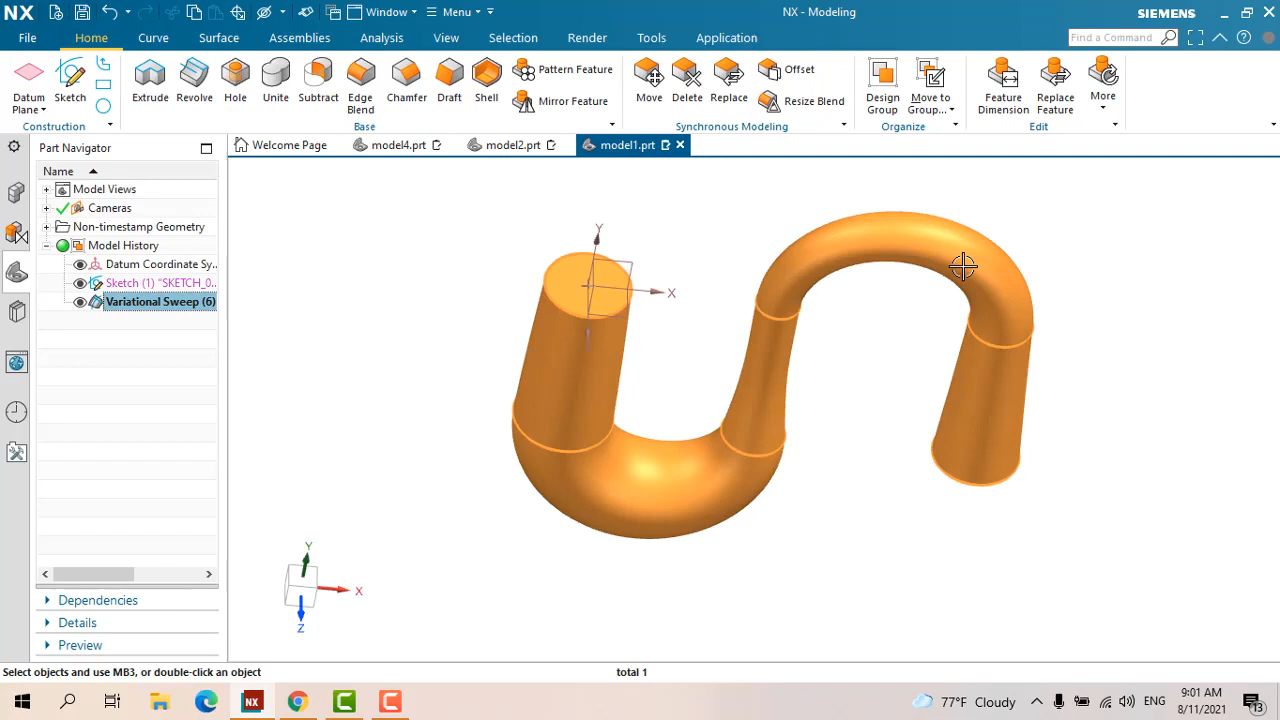 NX Window Menu NX - Modeling SIEMENS
File Home Curve Surface Assemblies Analysis View Selection Render Tools Application Find a Command
Datum Plane Sketch Extrude Revolve Hole Unite Subtract Edge Blend Chamfer Draft Shell Pattern Feature Mirror Feature Move Delete Replace Offset Resize Blend Design Group Move to Group... Feature Dimension Replace Feature More
Construction Base Synchronous Modeling Organize Edit
Part Navigator Welcome Page model4.prt model2.prt model1.prt
Name
Model Views
Cameras
Non-timestamp Geometry
Model History
Datum Coordinate Sy...
Sketch (1) "SKETCH_0...
Variational Sweep (6)
Y
X
Y
X
Z
Dependencies
Details
Preview
Select objects and use MB3, or double-click an object total 1
NX 77°F Cloudy ENG 9:01 AM
8/11/2021 13